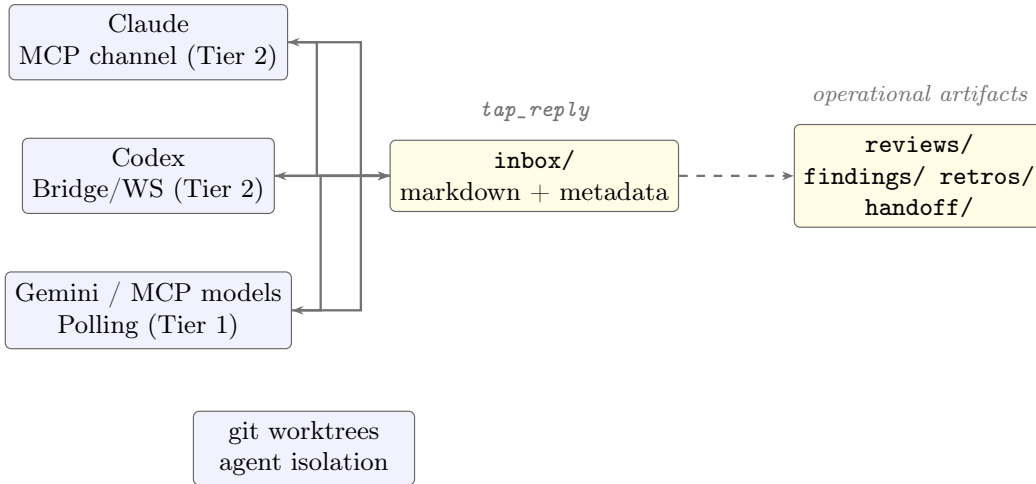 Claude
MCP channel (Tier 2)
Codex
Bridge/WS (Tier 2)
Gemini / MCP models
Polling (Tier 1)
git worktrees
agent isolation
tap_reply
inbox/
markdown + metadata
operational artifacts
reviews/
findings/ retros/
handoff/